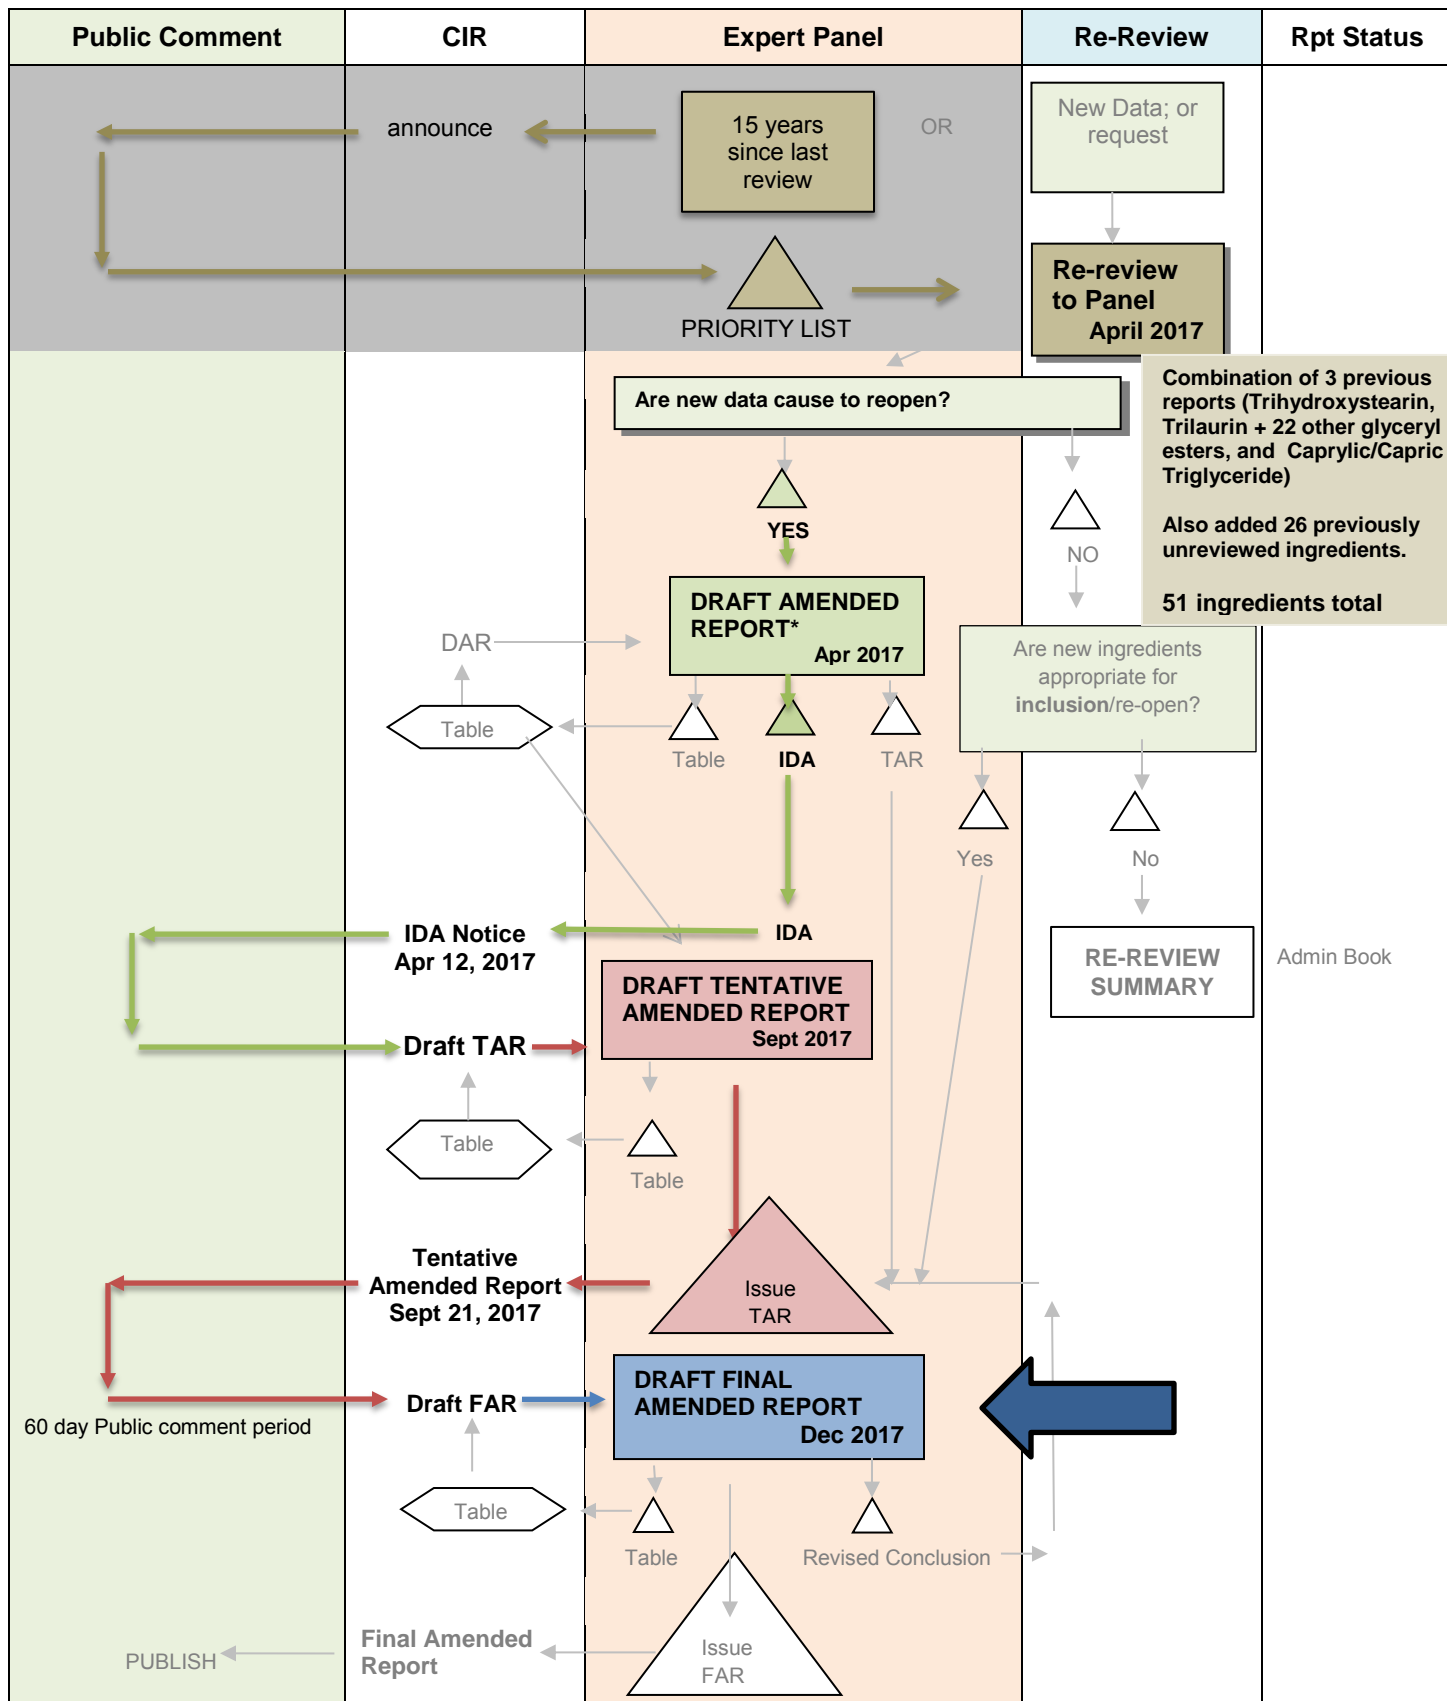 Public Comment
CIR
Expert Panel
Re-Review
Rpt Status
announce
15 years
since last
review
OR
New Data; or
request
PRIORITY LIST
Re-review
to Panel
April 2017
Are new data cause to reopen?
Combination of 3 previous
reports (Trihydroxystearin,
Trilaurin + 22 other glyceryl
esters, and Caprylic/Capric
Triglyceride)
Also added 26 previously
unreviewed ingredients.
51 ingredients total
YES
NO
DRAFT AMENDED
REPORT*
Apr 2017
DAR
Are new ingredients
appropriate for
inclusion/re-open?
Table
Table
IDA
TAR
Yes
No
IDA Notice
Apr 12, 2017
IDA
RE-REVIEW
SUMMARY
Admin Book
DRAFT TENTATIVE
AMENDED REPORT
Sept 2017
Draft TAR
Table
Table
Tentative
Amended Report
Sept 21, 2017
Issue
TAR
DRAFT FINAL
AMENDED REPORT
Dec 2017
Draft FAR
60 day Public comment period
Table
Table
Revised Conclusion
Final Amended
Report
PUBLISH
Issue
FAR